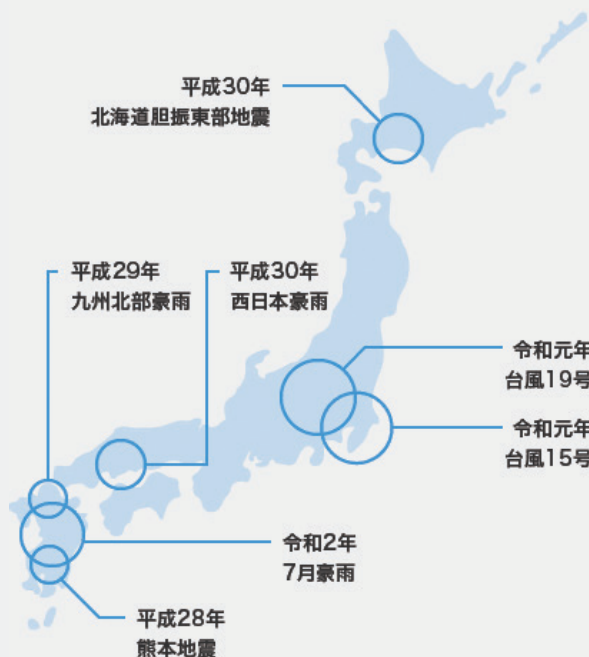 平成30年
北海道胆振東部地震
平成29年
九州北部豪雨
平成30年
西日本豪雨
令和元年
台風19号
令和元年
台風15号
令和2年
7月豪雨
平成28年
熊本地震